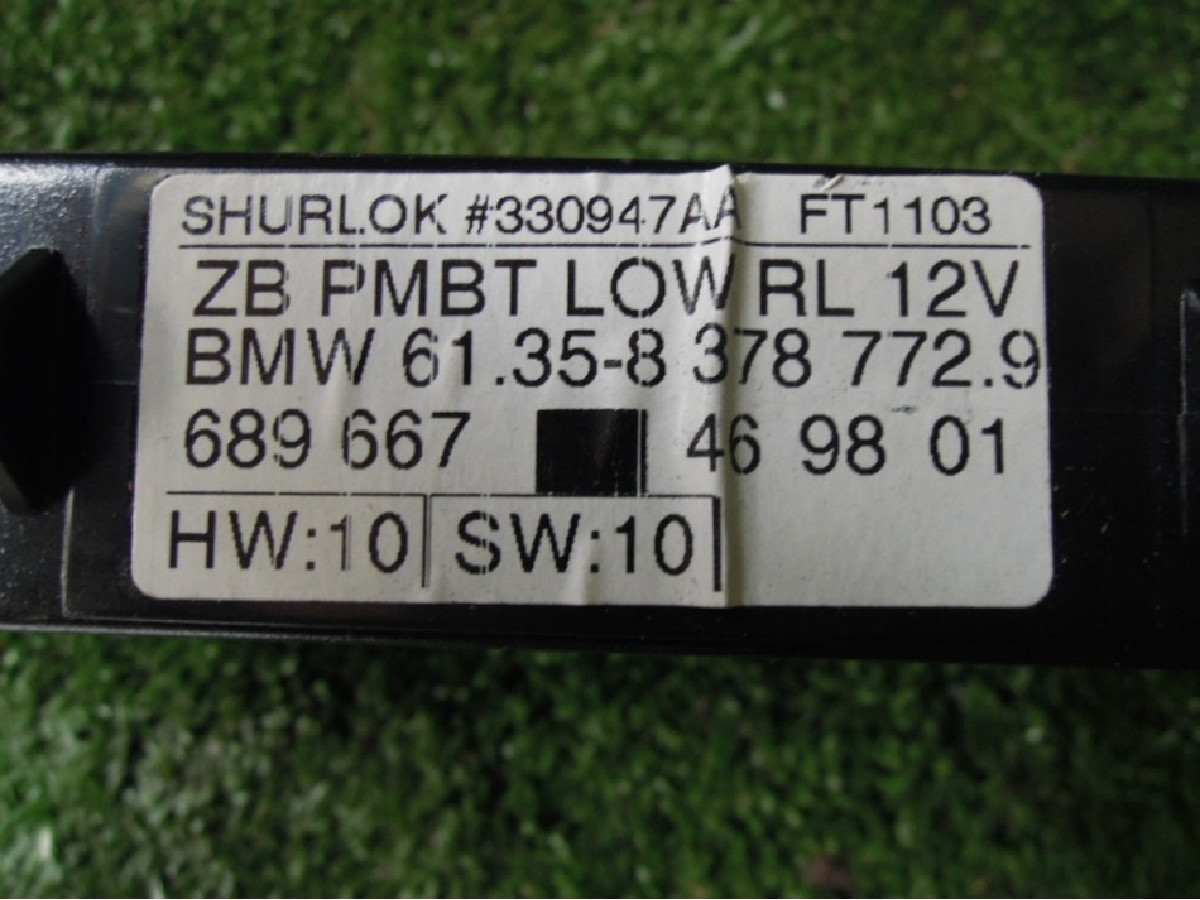 SHURLOK #330947AA FT1103
ZB PMBT LOW RL 12V
BMW 61.35-8 378 772.9
689 667 46 98 01
HW:10 SW:10